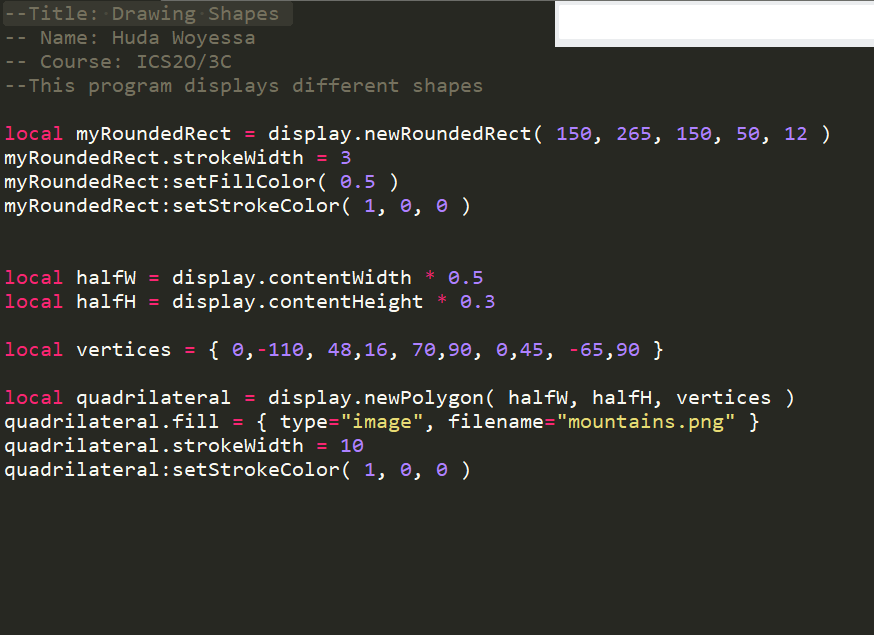 --Title: Drawing Shapes
-- Name: Huda Woyessa
-- Course: ICS2O/3C
--This program displays different shapes
local myRoundedRect = display.newRoundedRect( 150, 265, 150, 50, 12 )
myRoundedRect.strokeWidth = 3
myRoundedRect:setFillColor( 0.5 )
myRoundedRect:setStrokeColor( 1, 0, 0 )
local halfW = display.contentWidth * 0.5
local halfH = display.contentHeight * 0.3
local vertices = { 0,-110, 48,16, 70,90, 0,45, -65,90 }
local quadrilateral = display.newPolygon( halfW, halfH, vertices )
quadrilateral.fill = { type="image", filename="mountains.png" }
quadrilateral.strokeWidth = 10
quadrilateral:setStrokeColor( 1, 0, 0 )